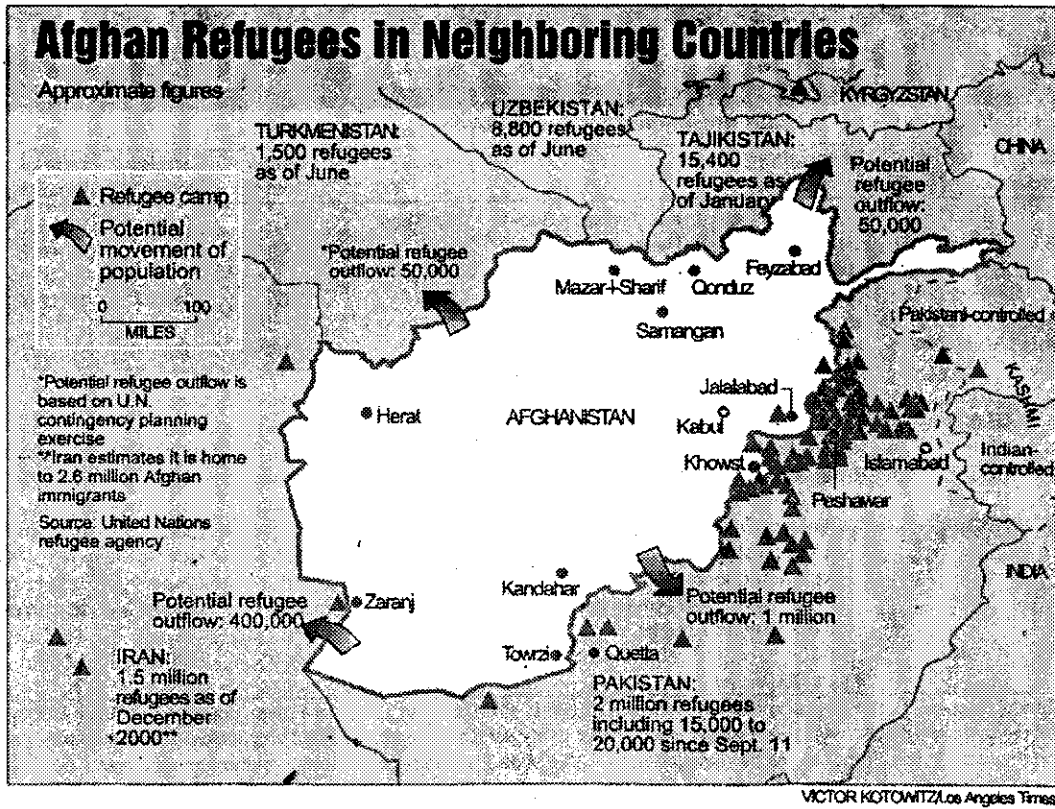 Afghan Refugees in Neighboring Countries
Approximate figures
TURKMENISTAN:
1,500 refugees
as of June
UZBEKISTAN:
8,800 refugees
as of June
TAJIKISTAN:
15,400
refugees as
of January
KYRGYZSTAN
CHINA
Potential
refugee
outflow:
50,000
Refugee camp
Potential
movement of
population
0 100
MILES
*Potential refugee
outflow: 50,000
Feyzabad
Mazar-i-Sharif
Qonduz
Samangan
Pakistani-controlled
KASHMI
*Potential refugee outflow is
based on U.N.
contingency planning
exercise
**Iran estimates it is home
to 2.6 million Afghan
immigrants
Source: United Nations
refugee agency
Herat
AFGHANISTAN
Jalalabad
Kabul
Khowst
Islamabad
Indian-
controlled
Peshawar
INDIA
Kandahar
Potential refugee
outflow: 1 million
Potential refugee
outflow: 400,000
Zaranj
Towrzi
Quetta
IRAN:
1.5 million
refugees as of
December
2000**
PAKISTAN:
2 million refugees
including 15,000 to
20,000 since Sept. 11
VICTOR KOTOWITZ/Los Angeles Times